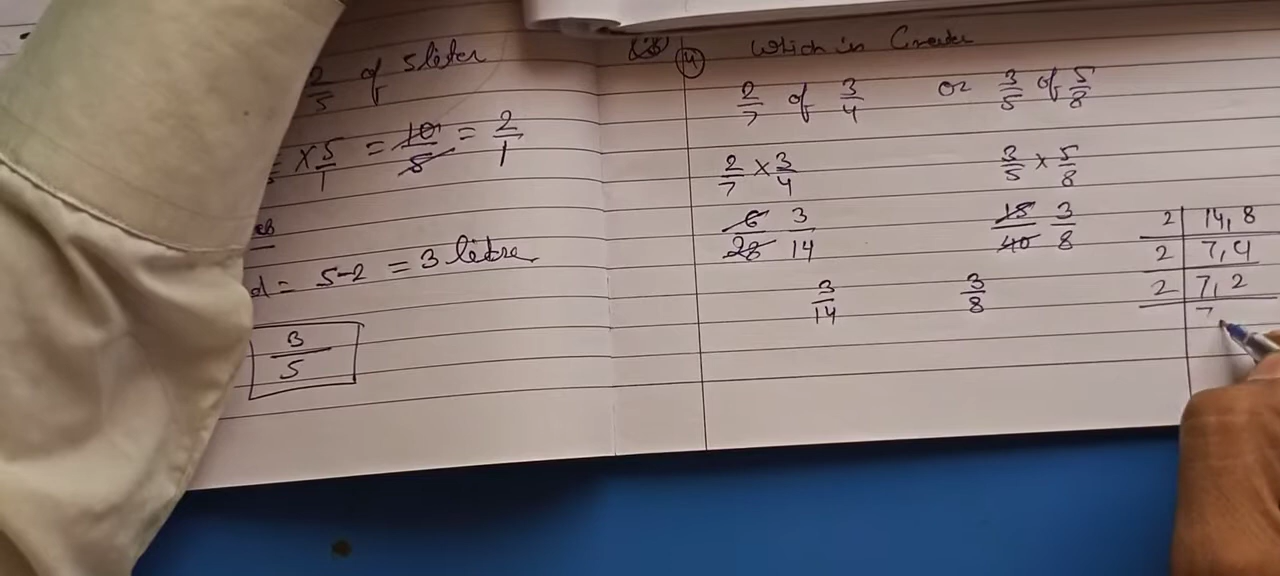 2/5 of 5 liter
× 5/1 = 10/5 = 2/1
d = 5-2 = 3 litre
3/5
4 Which in Greater
2/7 of 3/4 or 3/5 of 5/8
2/7 × 3/4 3/5 × 5/8
6/28 3/14 15/40 3/8
3/14 3/8
2 | 14, 8
2 | 7, 4
2 | 7, 2
7